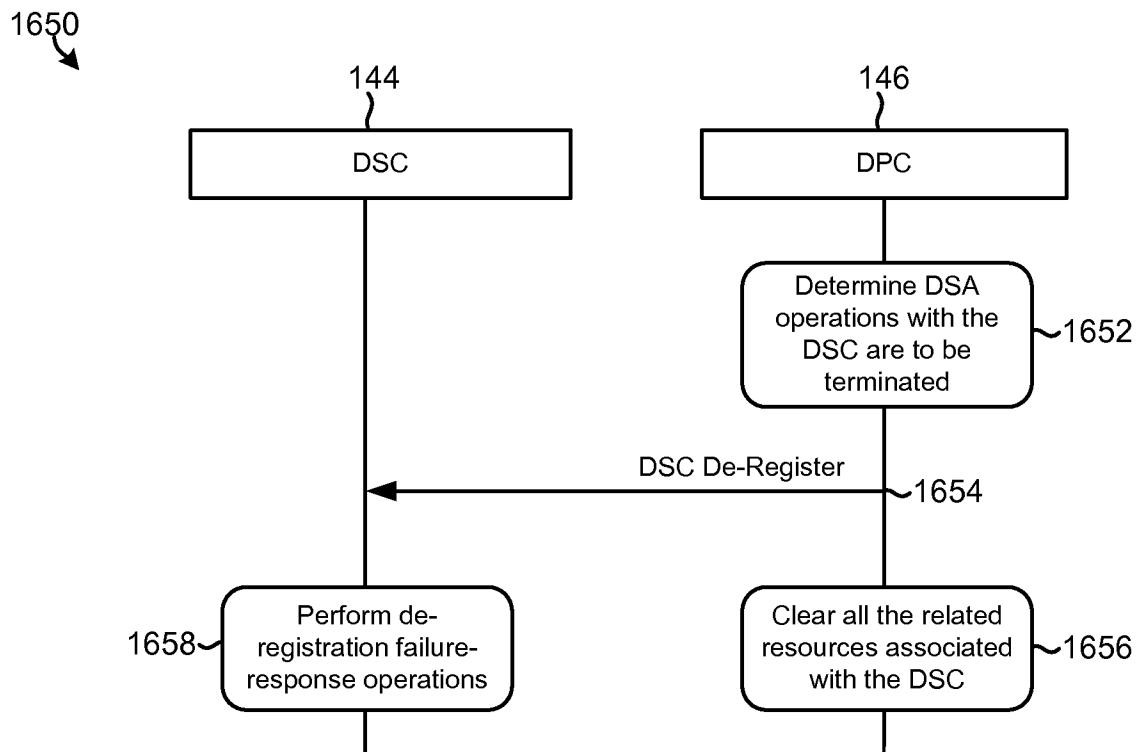 1650
144
146
DSC
DPC
Determine DSA
operations with the
DSC are to be
terminated
1652
DSC De-Register
1654
Perform de-
registration failure-
response operations
1658
Clear all the related
resources associated
with the DSC
1656